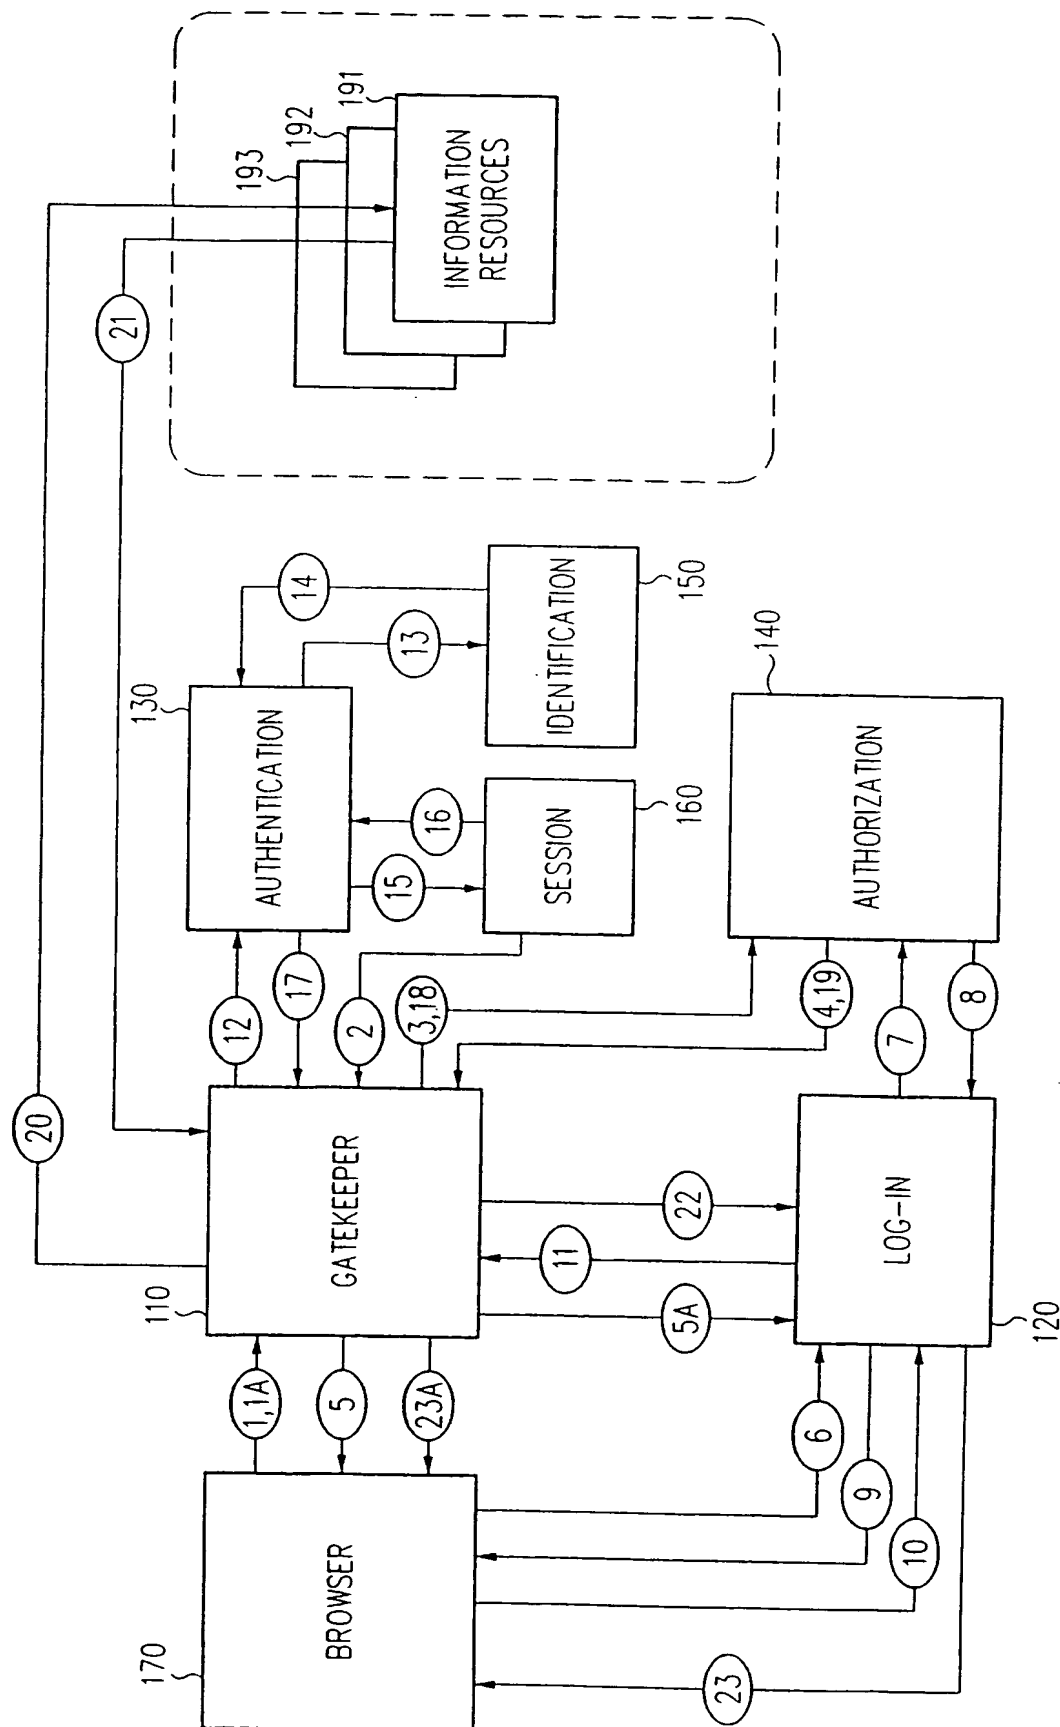 20
21
193
192
191
INFORMATION
RESOURCES
130
AUTHENTICATION
14
13
IDENTIFICATION
150
12
17
15
16
SESSION
160
2
3,18
4,19
140
AUTHORIZATION
7
8
110
GATEKEEPER
1,1A
5
23A
22
11
5A
LOG-IN
120
170
BROWSER
6
9
10
23